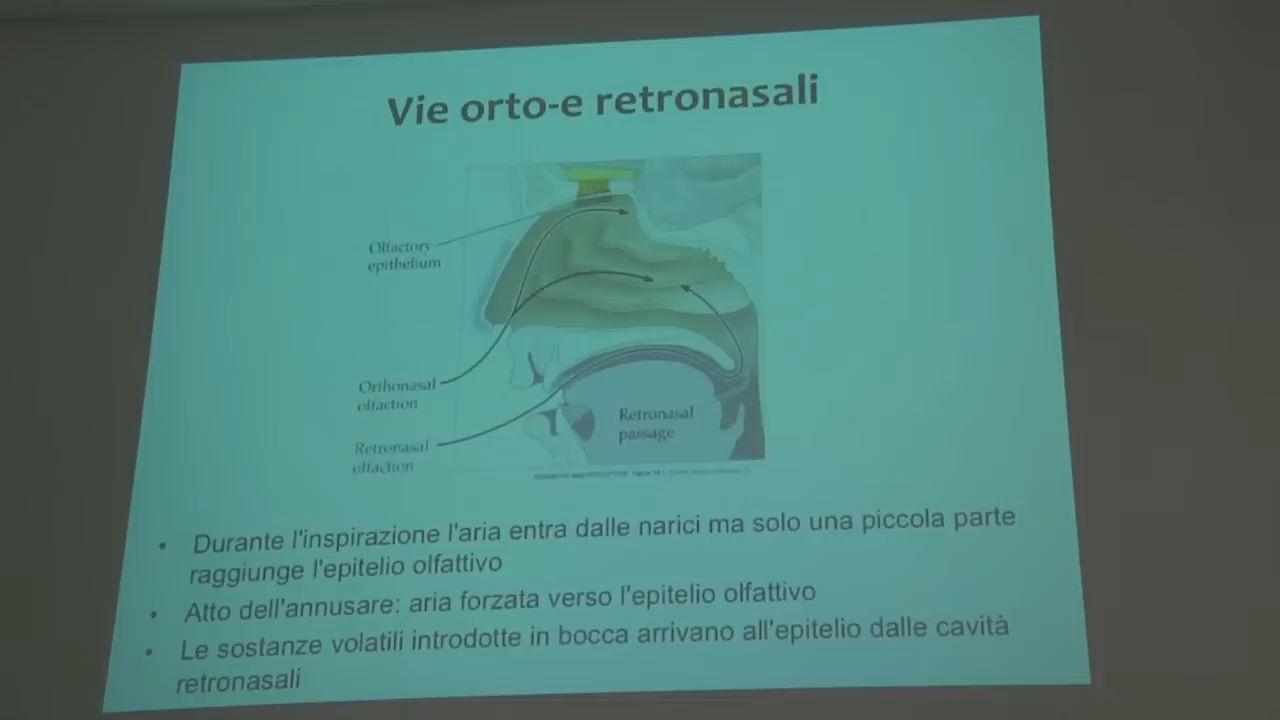 Vie orto-e retronasali
Olfactory
epithelium
Orthonasal
olfaction
Retronasal
olfaction
Retronasal
passage
• Durante l'inspirazione l'aria entra dalle narici ma solo una piccola parte
raggiunge l'epitelio olfattivo
• Atto dell'annusare: aria forzata verso l'epitelio olfattivo
• Le sostanze volatili introdotte in bocca arrivano all'epitelio dalle cavità
retronasali